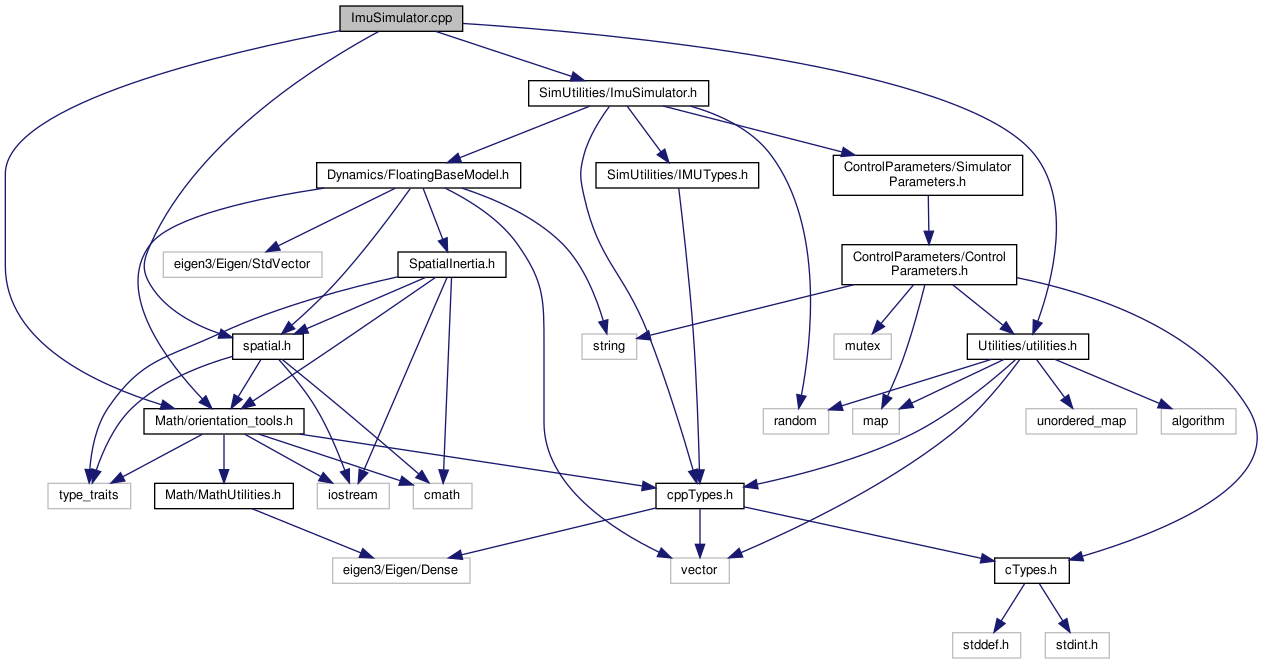 ImuSimulator.cpp
SimUtilities/ImuSimulator.h
Dynamics/FloatingBaseModel.h
SimUtilities/IMUTypes.h
ControlParameters/Simulator
Parameters.h
eigen3/Eigen/StdVector
SpatialInertia.h
ControlParameters/Control
Parameters.h
spatial.h
string
mutex
Utilities/utilities.h
Math/orientation_tools.h
random
map
unordered_map
algorithm
type_traits
Math/MathUtilities.h
iostream
cmath
cppTypes.h
eigen3/Eigen/Dense
vector
cTypes.h
stddef.h
stdint.h